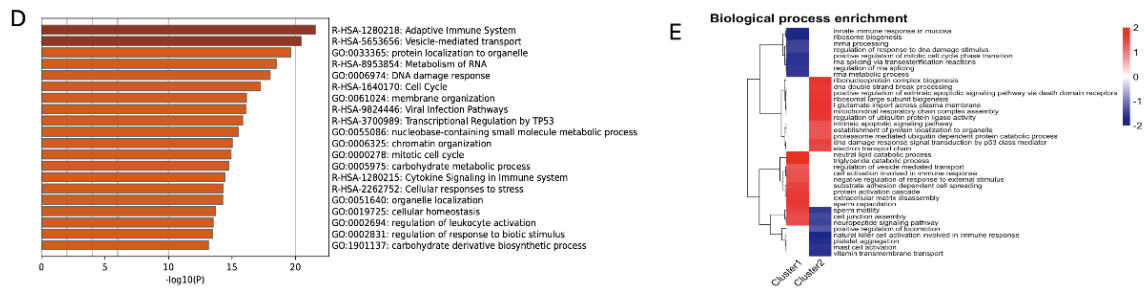 D
R-HSA-1280218: Adaptive Immune System
R-HSA-5653656: Vesicle-mediated transport
GO:0033365: protein localization to organelle
R-HSA-8953854: Metabolism of RNA
GO:0006974: DNA damage response
R-HSA-1640170: Cell Cycle
GO:0061024: membrane organization
R-HSA-9824446: Viral Infection Pathways
R-HSA-3700989: Transcriptional Regulation by TP53
GO:0055086: nucleobase-containing small molecule metabolic process
GO:0006325: chromatin organization
GO:0000278: mitotic cell cycle
GO:0005975: carbohydrate metabolic process
R-HSA-1280215: Cytokine Signaling in Immune system
R-HSA-2262752: Cellular responses to stress
GO:0051640: organelle localization
GO:0019725: cellular homeostasis
GO:0002694: regulation of leukocyte activation
GO:0002831: regulation of response to biotic stimulus
GO:1901137: carbohydrate derivative biosynthetic process
0 5 10 15 20
-log10(P)
E
Biological process enrichment
innate immune response in mucosa
ribosome biogenesis
mrna processing
regulation of response to dna damage stimulus
positive regulation of mitotic cell cycle phase transition
rna splicing via transesterification reactions
regulation of rna splicing
rna metabolic process
ribonucleoprotein complex biogenesis
dna double strand break processing
positive regulation of extrinsic apoptotic signaling pathway via death domain receptors
ribosomal large subunit biogenesis
l glutamate import across plasma membrane
mitochondrial respiratory chain complex assembly
regulation of ubiquitin protein ligase activity
intrinsic apoptotic signaling pathway
establishment of protein localization to organelle
proteasome mediated ubiquitin dependent protein catabolic process
dna damage response signal transduction by p53 class mediator
electron transport chain
neutral lipid catabolic process
triglyceride catabolic process
regulation of vesicle mediated transport
cell activation involved in immune response
negative regulation of response to external stimulus
substrate adhesion dependent cell spreading
protein activation cascade
extracellular matrix disassembly
sperm capacitation
sperm motility
cell junction assembly
neuropeptide signaling pathway
positive regulation of locomotion
natural killer cell activation involved in immune response
platelet aggregation
mast cell activation
vitamin transmembrane transport
Cluster1
Cluster2
2
1
0
-1
-2